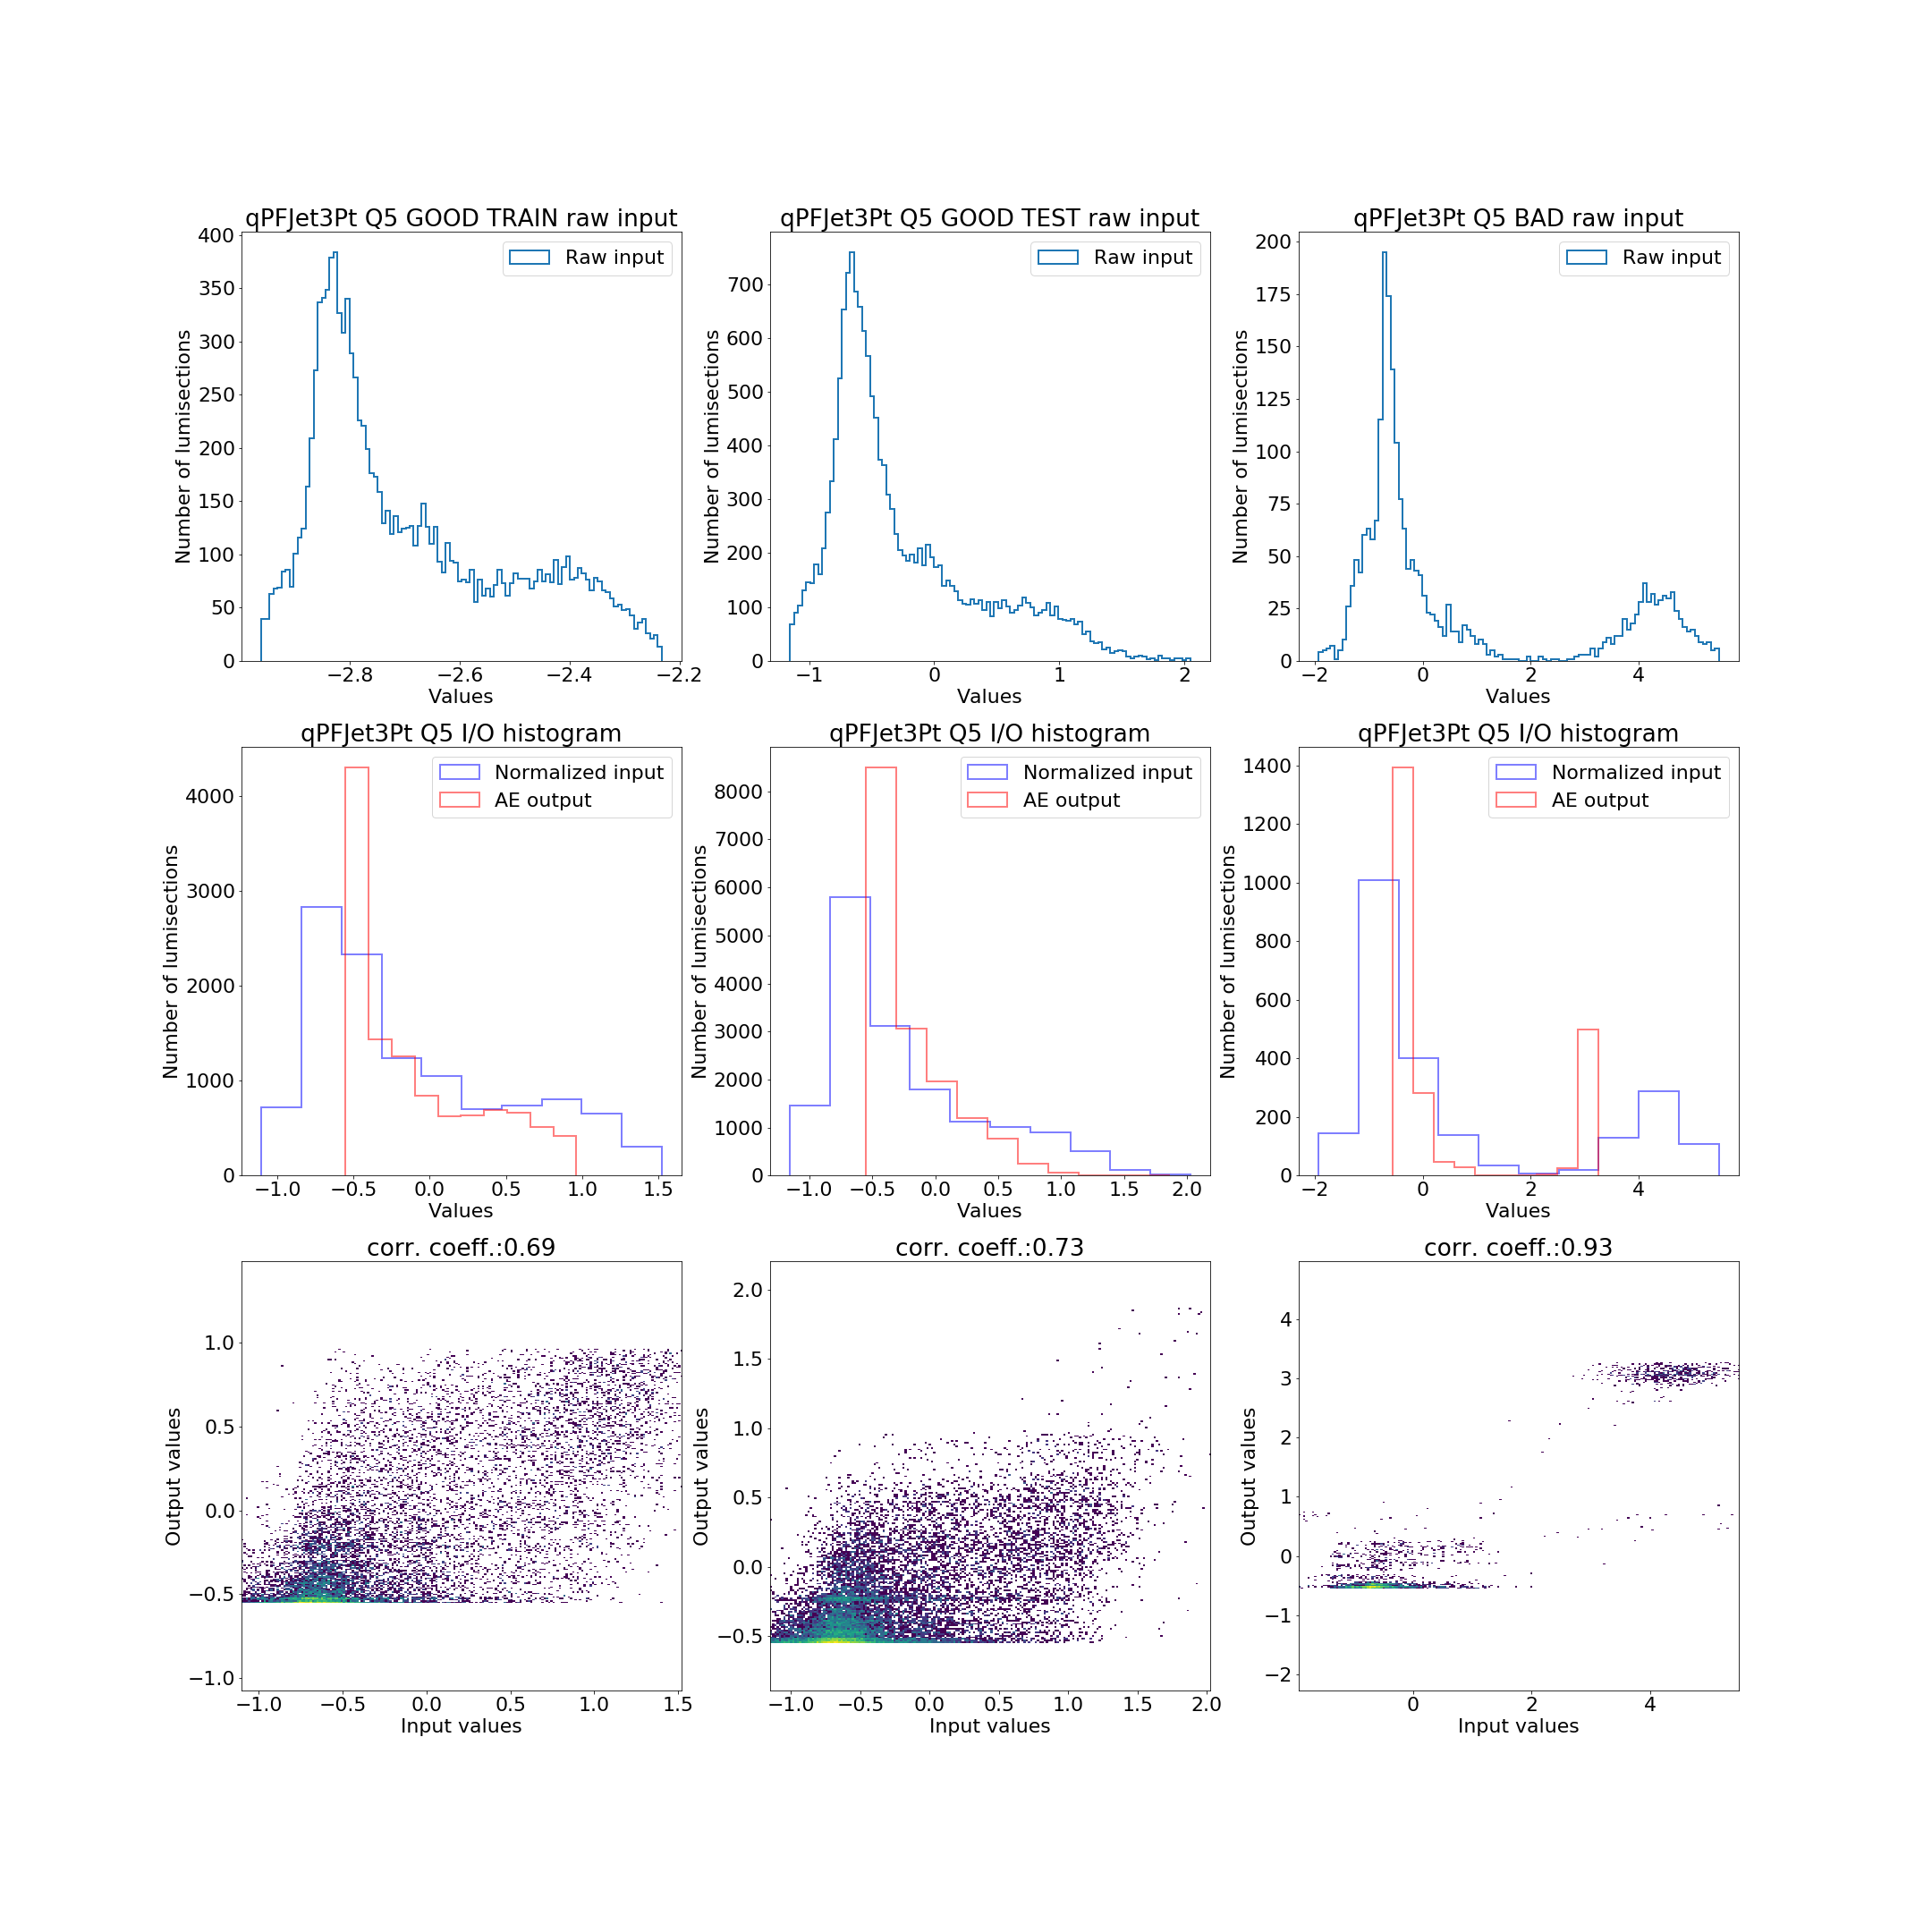 qPFJet3Pt Q5 GOOD TRAIN raw input
Raw input
Number of lumisections
400
350
300
250
200
150
100
50
0
−2.8 −2.6 −2.4 −2.2
Values
qPFJet3Pt Q5 GOOD TEST raw input
Raw input
Number of lumisections
700
600
500
400
300
200
100
0
−1 0 1 2
Values
qPFJet3Pt Q5 BAD raw input
Raw input
Number of lumisections
200
175
150
125
100
75
50
25
0
−2 0 2 4
Values
qPFJet3Pt Q5 I/O histogram
Normalized input
AE output
Number of lumisections
4000
3000
2000
1000
0
−1.0 −0.5 0.0 0.5 1.0 1.5
Values
qPFJet3Pt Q5 I/O histogram
Normalized input
AE output
Number of lumisections
8000
7000
6000
5000
4000
3000
2000
1000
0
−1.0 −0.5 0.0 0.5 1.0 1.5 2.0
Values
qPFJet3Pt Q5 I/O histogram
Normalized input
AE output
Number of lumisections
1400
1200
1000
800
600
400
200
0
−2 0 2 4
Values
corr. coeff.:0.69
Output values
1.0
0.5
0.0
−0.5
−1.0
−1.0 −0.5 0.0 0.5 1.0 1.5
Input values
corr. coeff.:0.73
Output values
2.0
1.5
1.0
0.5
0.0
−0.5
−1.0 −0.5 0.0 0.5 1.0 1.5 2.0
Input values
corr. coeff.:0.93
Output values
4
3
2
1
0
−1
−2
0 2 4
Input values